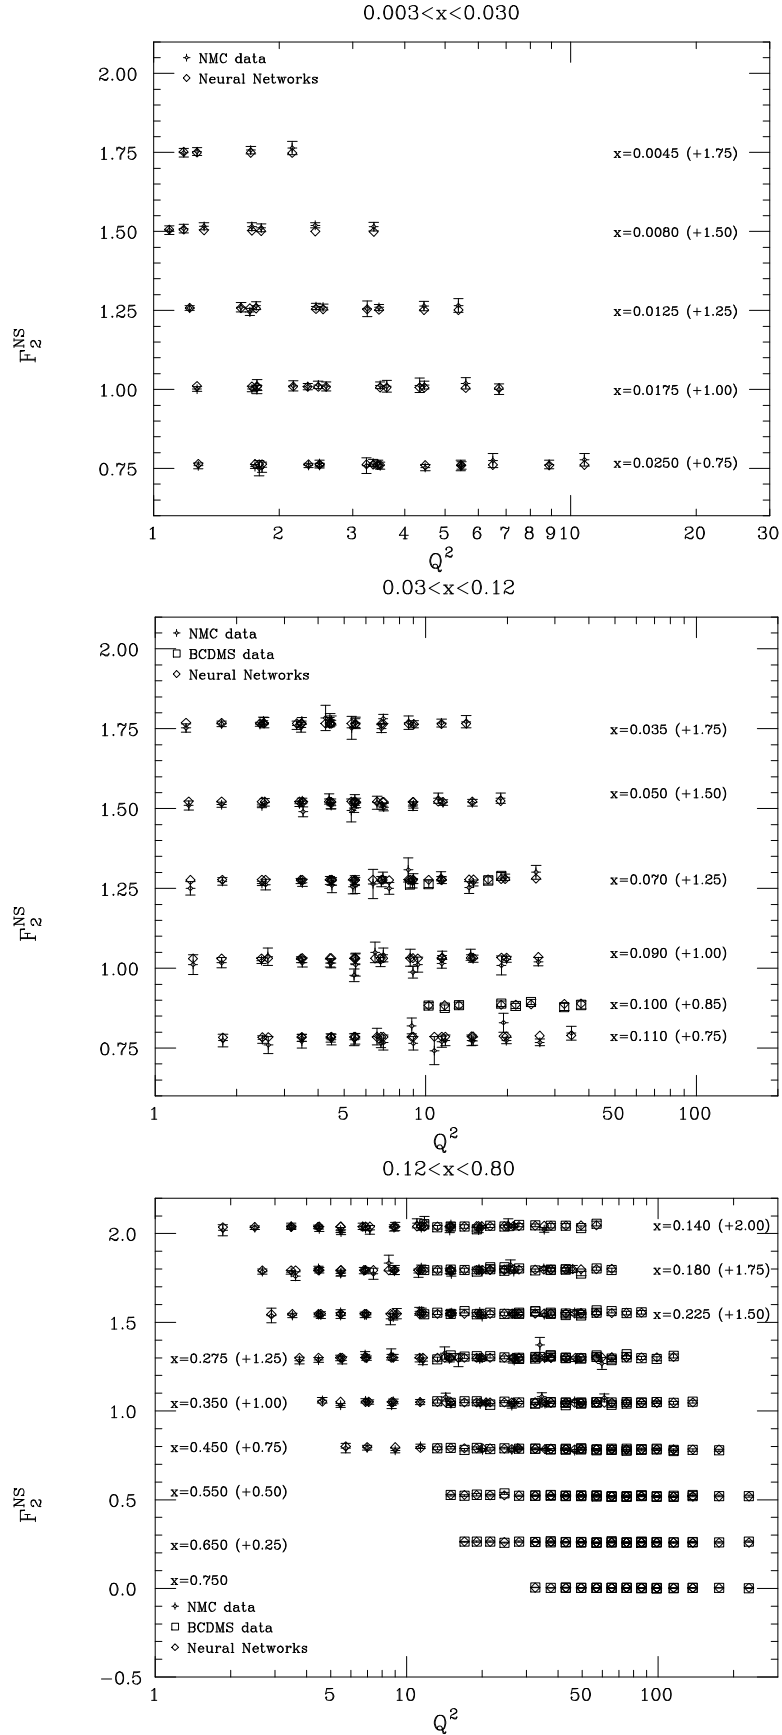 0.003<x<0.030
NMC data
Neural Networks
2.00
1.75
1.50
1.25
1.00
0.75
x=0.0045 (+1.75)
x=0.0080 (+1.50)
x=0.0125 (+1.25)
x=0.0175 (+1.00)
x=0.0250 (+0.75)
F₂^NS
1 2 3 4 5 6 7 8 9 10 20 30
Q²
0.03<x<0.12
NMC data
BCDMS data
Neural Networks
2.00
1.75
1.50
1.25
1.00
0.75
x=0.035 (+1.75)
x=0.050 (+1.50)
x=0.070 (+1.25)
x=0.090 (+1.00)
x=0.100 (+0.85)
x=0.110 (+0.75)
F₂^NS
1 5 10 50 100
Q²
0.12<x<0.80
2.0
1.5
1.0
0.5
0.0
−0.5
x=0.140 (+2.00)
x=0.180 (+1.75)
x=0.225 (+1.50)
x=0.275 (+1.25)
x=0.350 (+1.00)
x=0.450 (+0.75)
x=0.550 (+0.50)
x=0.650 (+0.25)
x=0.750
NMC data
BCDMS data
Neural Networks
F₂^NS
1 5 10 50 100
Q²